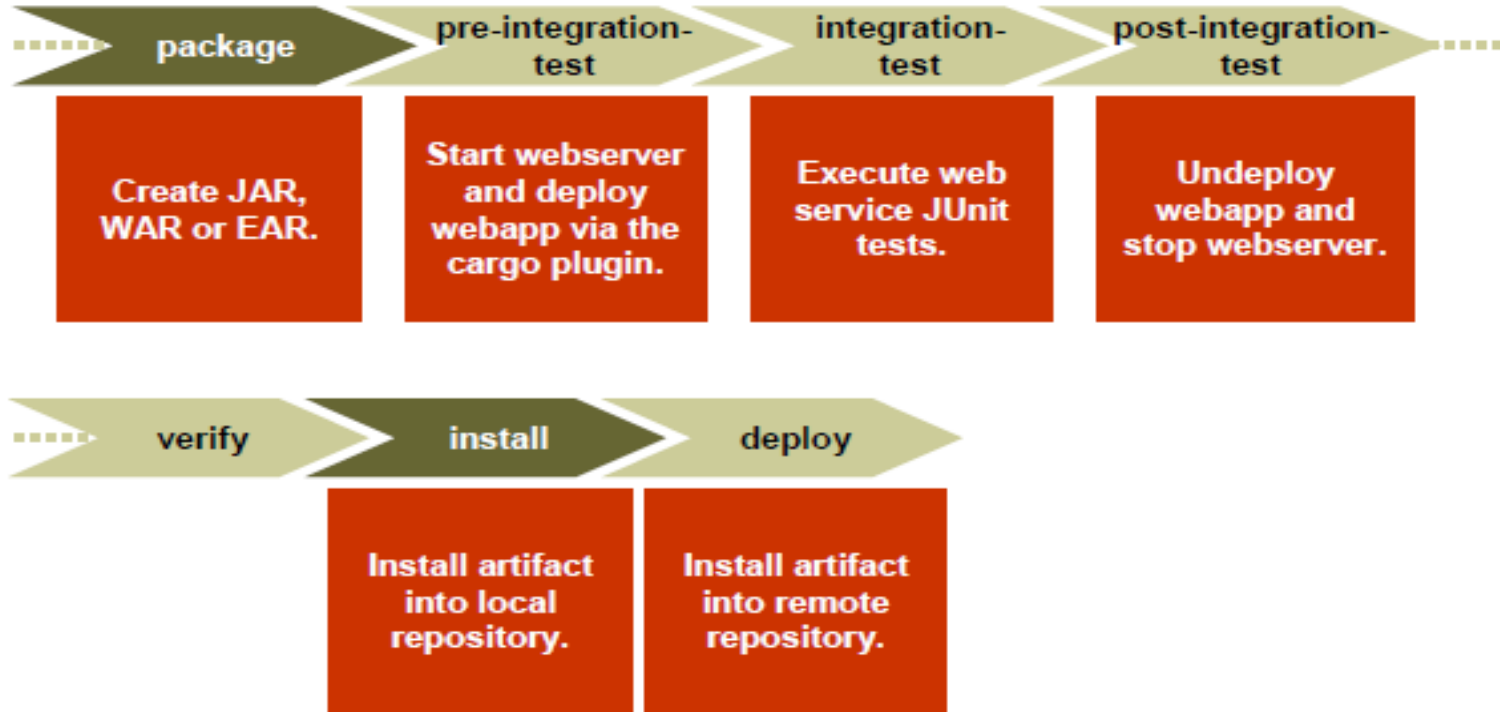 package
pre-integration-
test
integration-
test
post-integration-
test
Create JAR,
WAR or EAR.
Start webserver
and deploy
webapp via the
cargo plugin.
Execute web
service JUnit
tests.
Undeploy
webapp and
stop webserver.
verify
install
deploy
Install artifact
into local
repository.
Install artifact
into remote
repository.